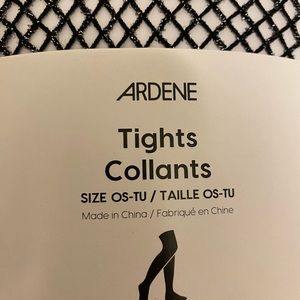 ARDENE
Tights
Collants
SIZE OS-TU / TAILLE OS-TU
Made in China / Fabriqué en Chine